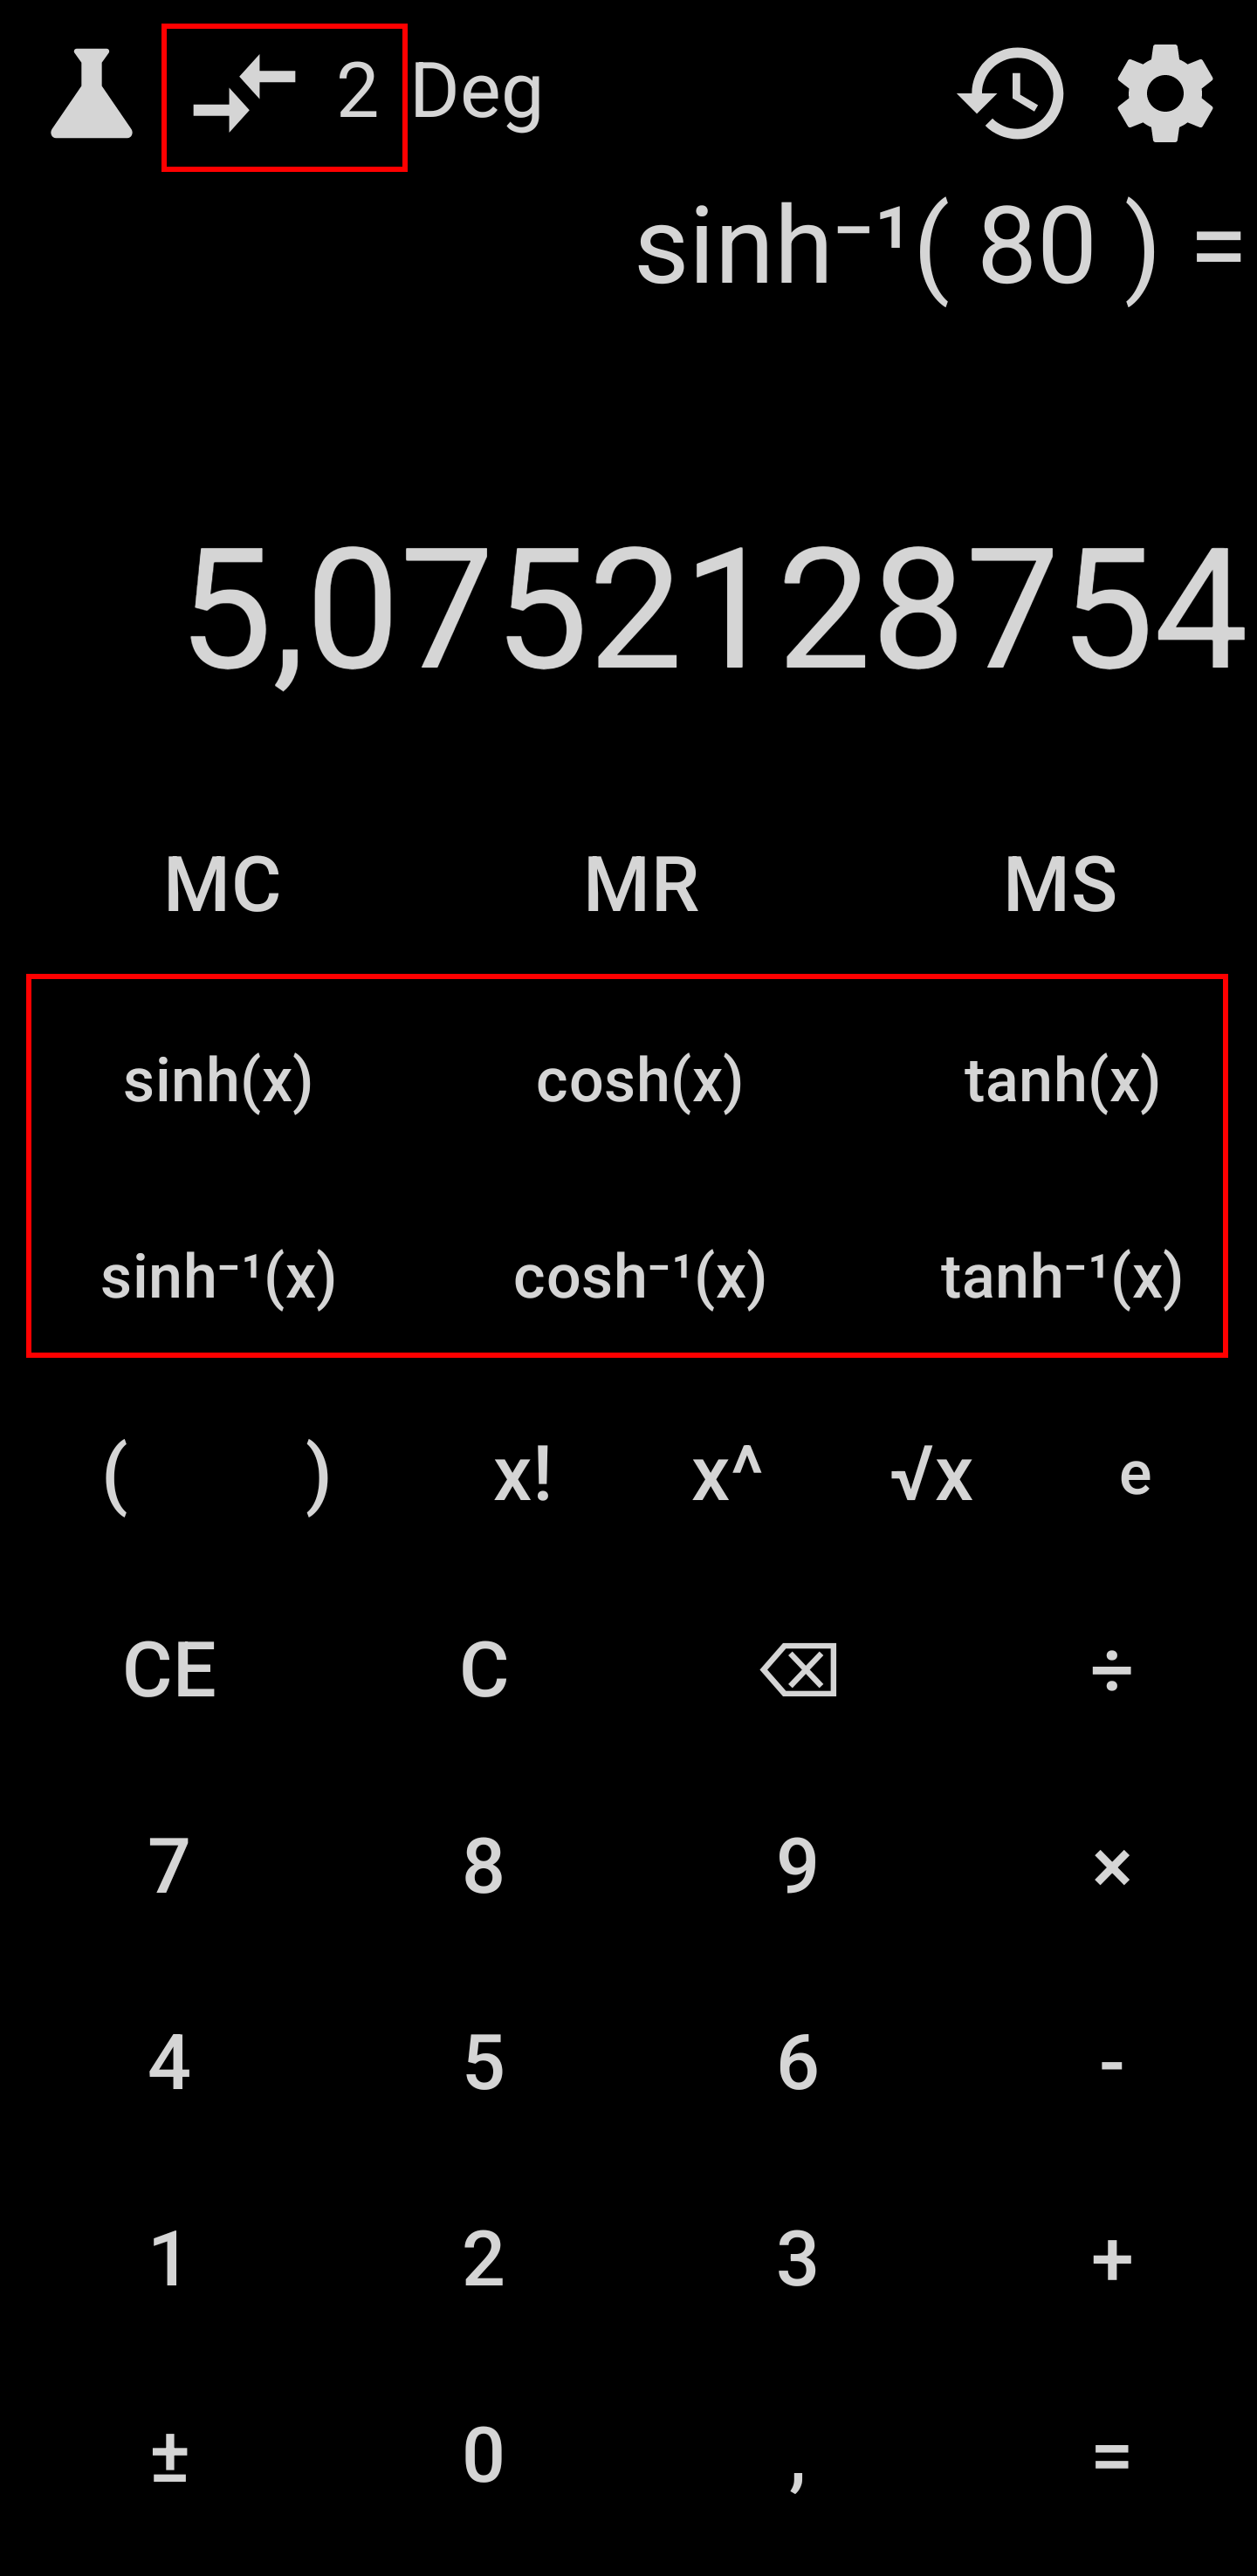 2 Deg
sinh⁻¹( 80 ) =
5,0752128754
MC MR MS
sinh(x) cosh(x) tanh(x)
sinh⁻¹(x) cosh⁻¹(x) tanh⁻¹(x)
( ) x! x^ √x e
CE C ÷
7 8 9 ×
4 5 6 -
1 2 3 +
± 0 , =